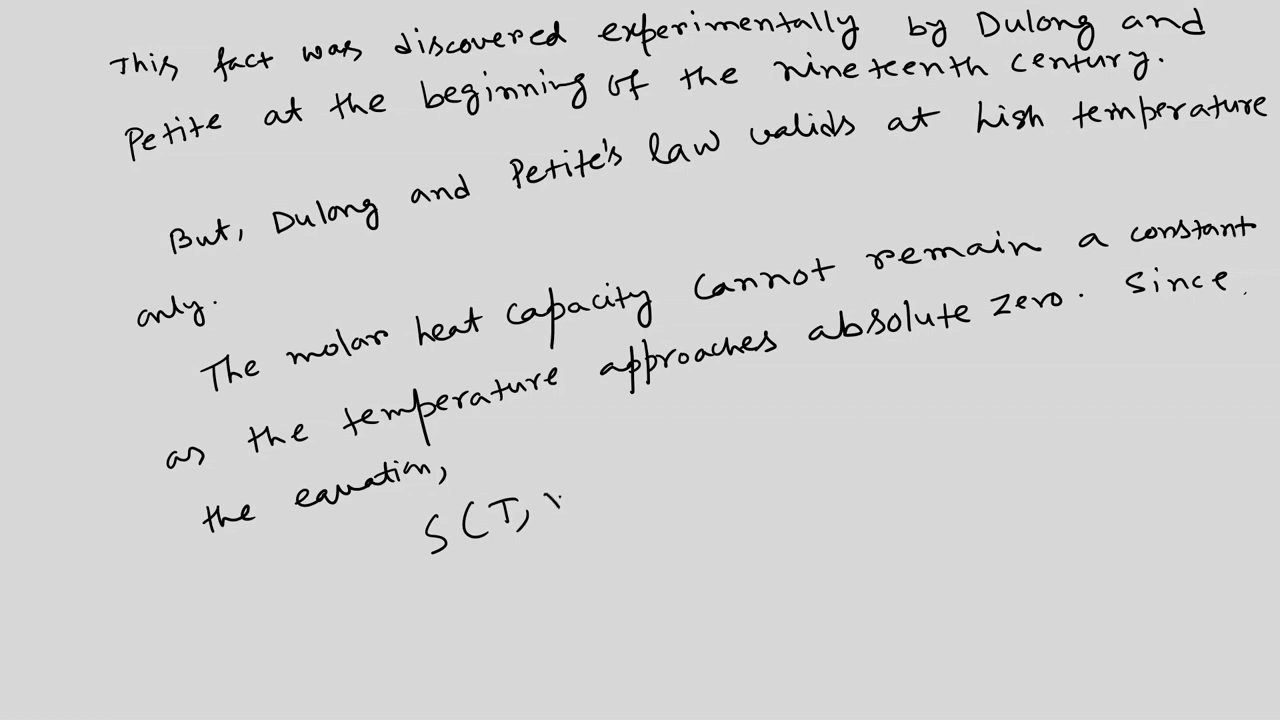 This fact was discovered experimentally by Dulong and
Petite at the beginning of the nineteenth century.
But, Dulong and Petite's law valids at high temperature
only.
The molar heat capacity cannot remain a constant
as the temperature approaches absolute zero. Since,
the equation,
S(T,